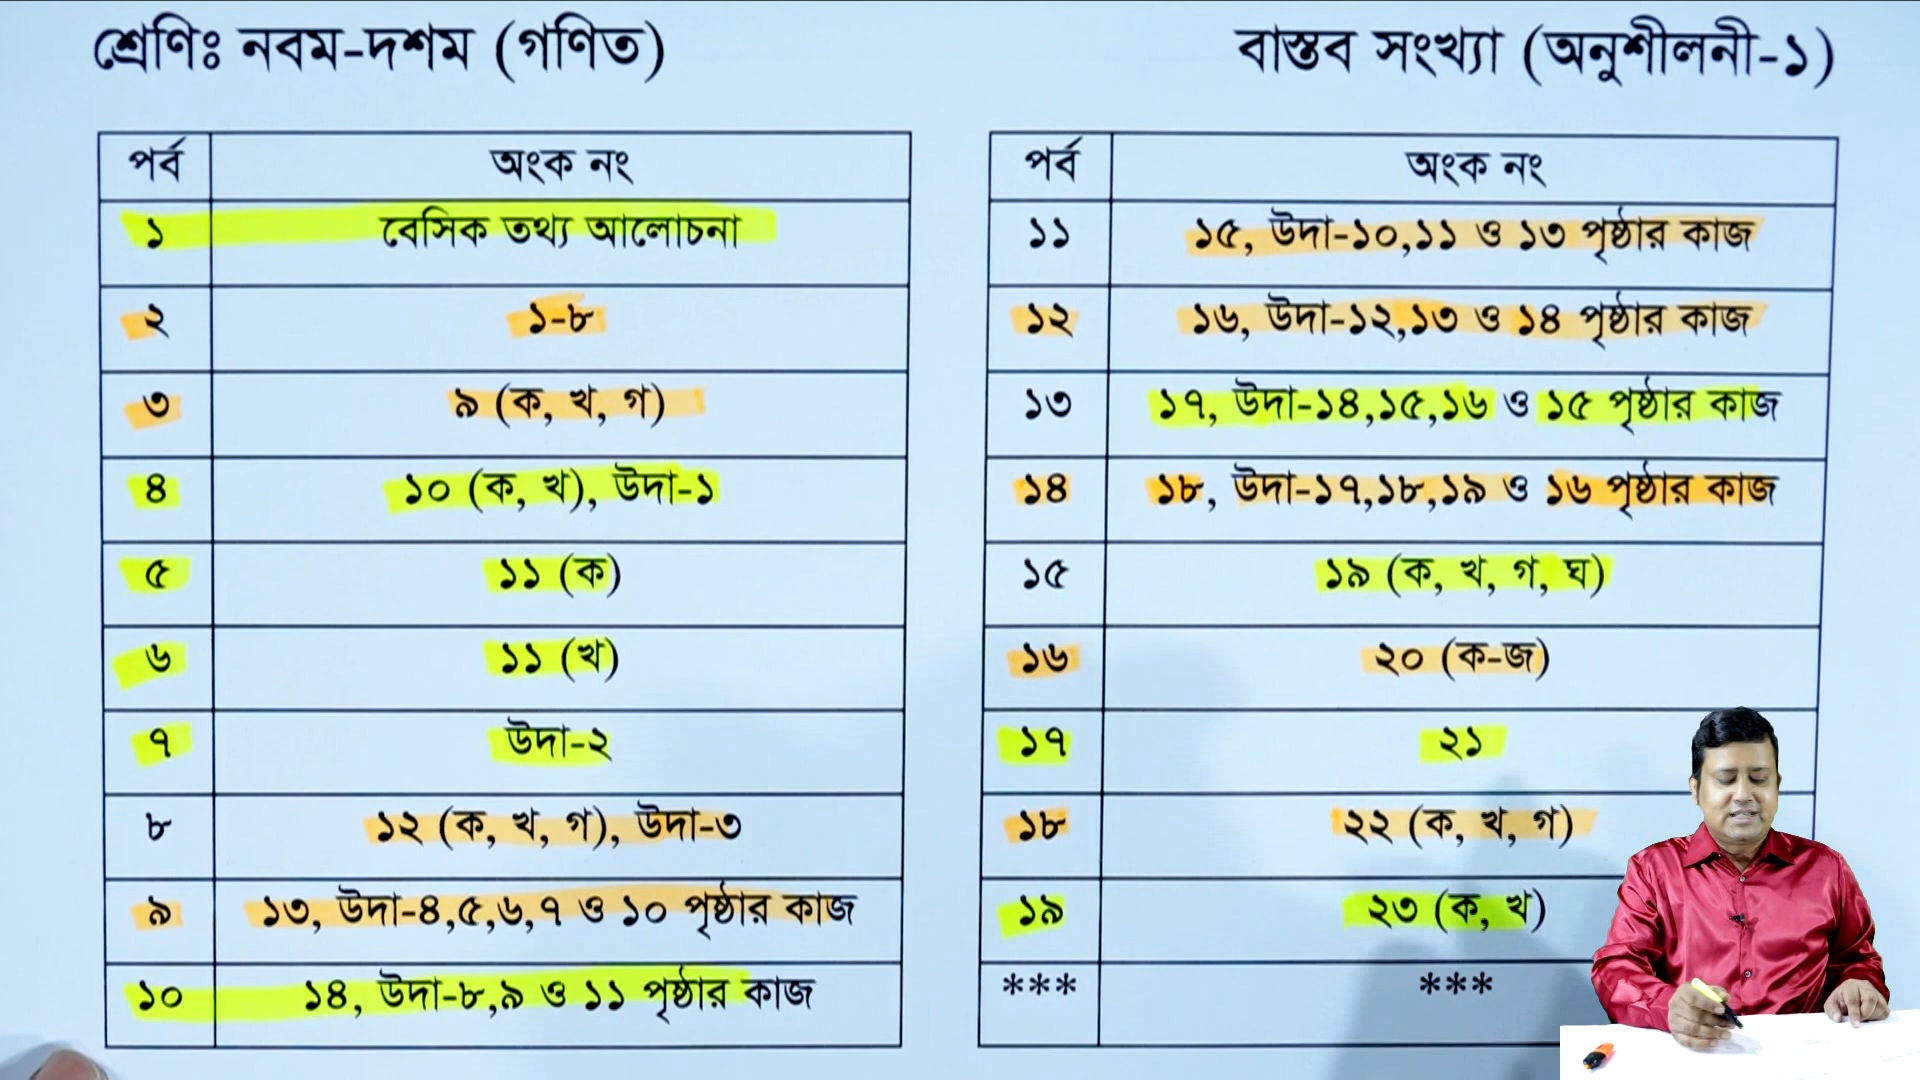 শ্রেণিঃ নবম-দশম (গণিত)
বাস্তব সংখ্যা (অনুশীলনী-১)
পর্ব অংক নং
১ বেসিক তথ্য আলোচনা
২ ১-৮
৩ ৯ (ক, খ, গ)
৪ ১০ (ক, খ), উদা-১
৫ ১১ (ক)
৬ ১১ (খ)
৭ উদা-২
৮ ১২ (ক, খ, গ), উদা-৩
৯ ১৩, উদা-৪,৫,৬,৭ ও ১০ পৃষ্ঠার কাজ
১০ ১৪, উদা-৮,৯ ও ১১ পৃষ্ঠার কাজ
পর্ব অংক নং
১১ ১৫, উদা-১০,১১ ও ১৩ পৃষ্ঠার কাজ
১২ ১৬, উদা-১২,১৩ ও ১৪ পৃষ্ঠার কাজ
১৩ ১৭, উদা-১৪,১৫,১৬ ও ১৫ পৃষ্ঠার কাজ
১৪ ১৮, উদা-১৭,১৮,১৯ ও ১৬ পৃষ্ঠার কাজ
১৫ ১৯ (ক, খ, গ, ঘ)
১৬ ২০ (ক-জ)
১৭ ২১
১৮ ২২ (ক, খ, গ)
১৯ ২৩ (ক, খ)
*** ***